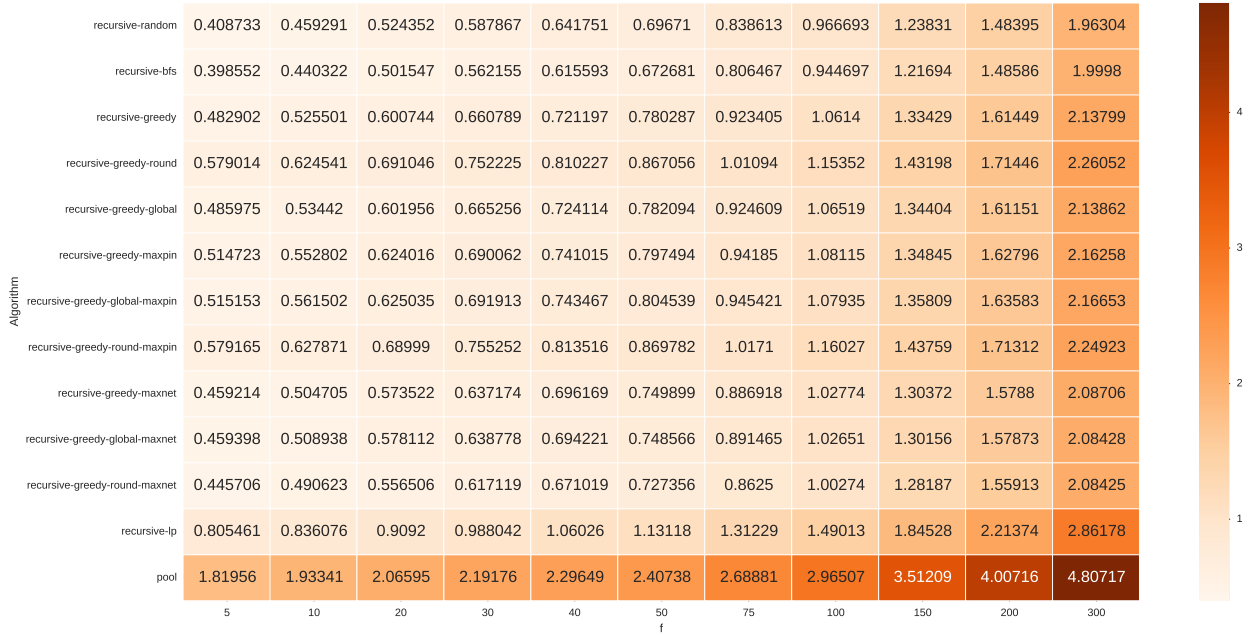 recursive-random 0.408733 0.459291 0.524352 0.587867 0.641751 0.69671 0.838613 0.966693 1.23831 1.48395 1.96304
recursive-bfs 0.398552 0.440322 0.501547 0.562155 0.615593 0.672681 0.806467 0.944697 1.21694 1.48586 1.9998
recursive-greedy 0.482902 0.525501 0.600744 0.660789 0.721197 0.780287 0.923405 1.0614 1.33429 1.61449 2.13799
4
recursive-greedy-round 0.579014 0.624541 0.691046 0.752225 0.810227 0.867056 1.01094 1.15352 1.43198 1.71446 2.26052
recursive-greedy-global 0.485975 0.53442 0.601956 0.665256 0.724114 0.782094 0.924609 1.06519 1.34404 1.61151 2.13862
recursive-greedy-maxpin 0.514723 0.552802 0.624016 0.690062 0.741015 0.797494 0.94185 1.08115 1.34845 1.62796 2.16258
3
Algorithm
recursive-greedy-global-maxpin 0.515153 0.561502 0.625035 0.691913 0.743467 0.804539 0.945421 1.07935 1.35809 1.63583 2.16653
recursive-greedy-round-maxpin 0.579165 0.627871 0.68999 0.755252 0.813516 0.869782 1.0171 1.16027 1.43759 1.71312 2.24923
2
recursive-greedy-maxnet 0.459214 0.504705 0.573522 0.637174 0.696169 0.749899 0.886918 1.02774 1.30372 1.5788 2.08706
recursive-greedy-global-maxnet 0.459398 0.508938 0.578112 0.638778 0.694221 0.748566 0.891465 1.02651 1.30156 1.57873 2.08428
recursive-greedy-round-maxnet 0.445706 0.490623 0.556506 0.617119 0.671019 0.727356 0.8625 1.00274 1.28187 1.55913 2.08425
1
recursive-lp 0.805461 0.836076 0.9092 0.988042 1.06026 1.13118 1.31229 1.49013 1.84528 2.21374 2.86178
pool 1.81956 1.93341 2.06595 2.19176 2.29649 2.40738 2.68881 2.96507 3.51209 4.00716 4.80717
5 10 20 30 40 50 75 100 150 200 300
f